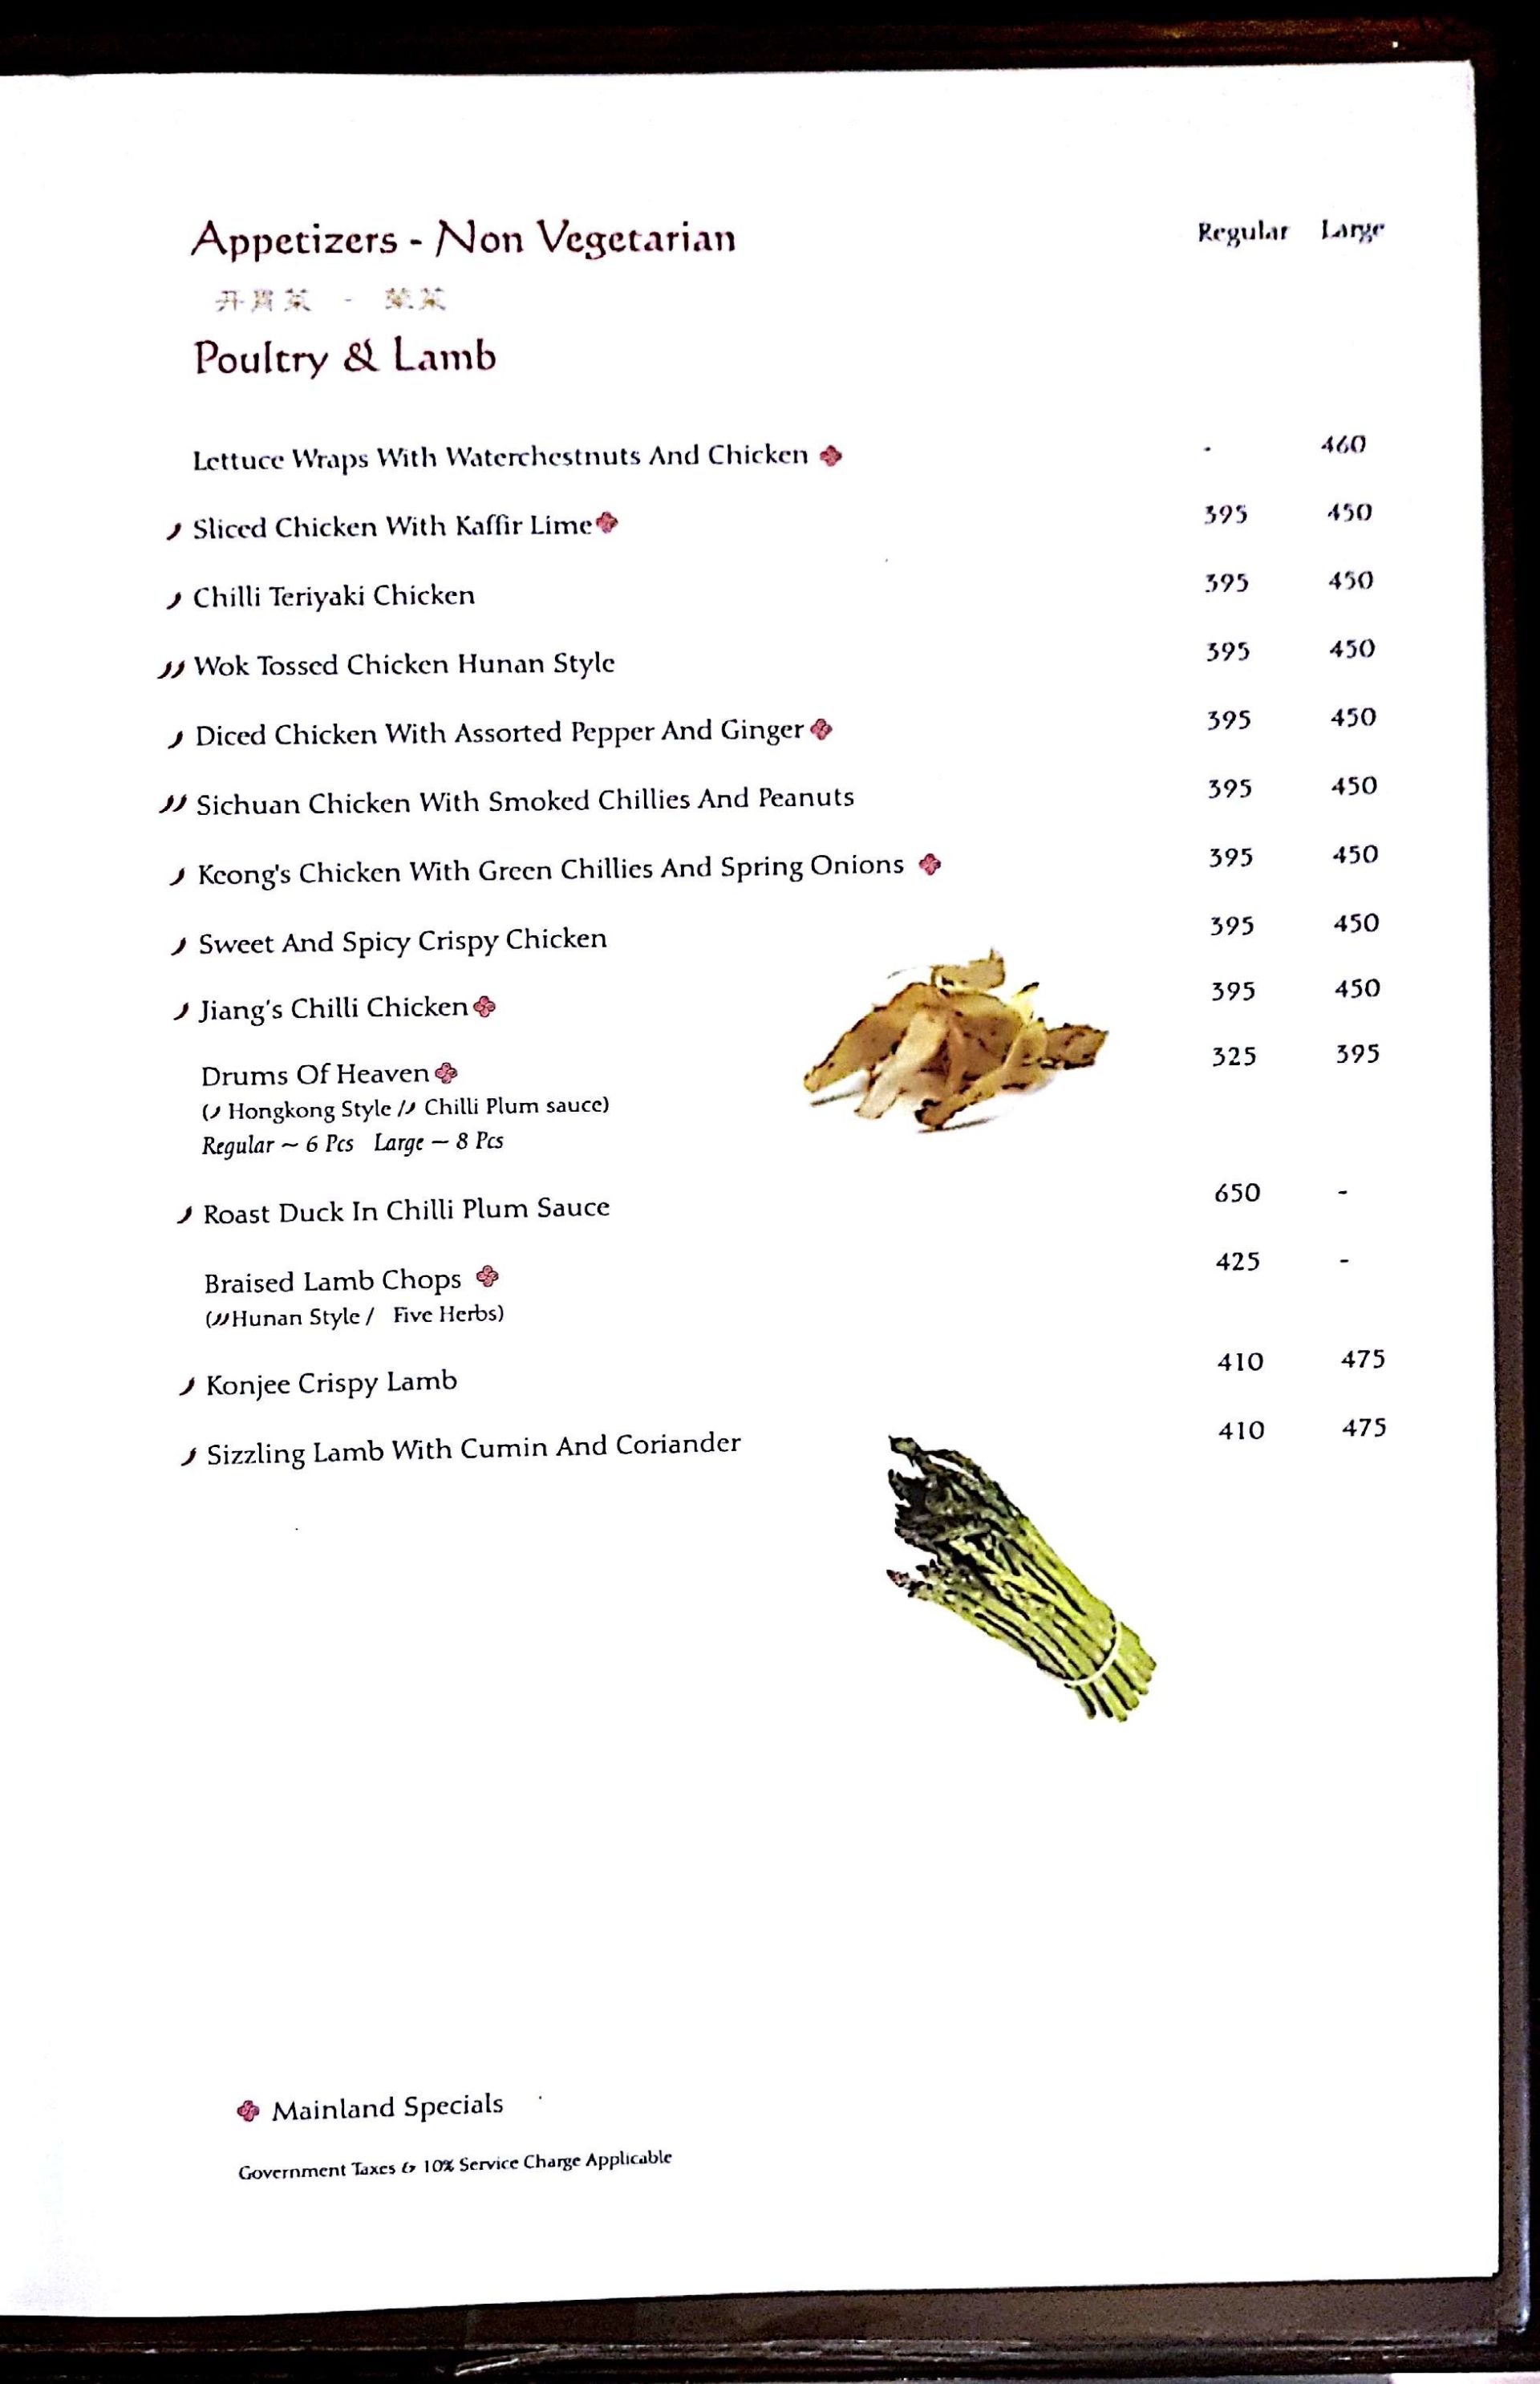 Appetizers - Non Vegetarian Regular Large
开胃菜 - 荤菜
Poultry & Lamb
Lettuce Wraps With Waterchestnuts And Chicken - 460
Sliced Chicken With Kaffir Lime 395 450
Chilli Teriyaki Chicken 395 450
Wok Tossed Chicken Hunan Style 395 450
Diced Chicken With Assorted Pepper And Ginger 395 450
Sichuan Chicken With Smoked Chillies And Peanuts 395 450
Keong's Chicken With Green Chillies And Spring Onions 395 450
Sweet And Spicy Crispy Chicken 395 450
Jiang's Chilli Chicken 395 450
Drums Of Heaven 325 395
( Hongkong Style / Chilli Plum sauce)
Regular ~ 6 Pcs Large ~ 8 Pcs
Roast Duck In Chilli Plum Sauce 650 -
Braised Lamb Chops 425 -
(Hunan Style / Five Herbs)
Konjee Crispy Lamb 410 475
Sizzling Lamb With Cumin And Coriander 410 475
Mainland Specials
Government Taxes & 10% Service Charge Applicable